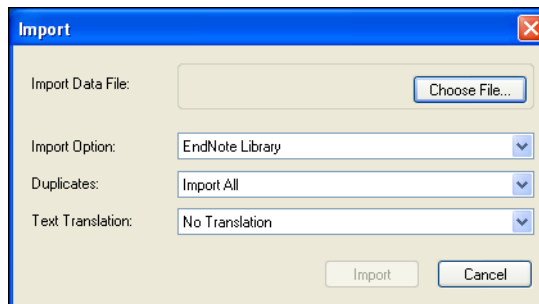 Import
Import Data File:
Choose File...
Import Option: EndNote Library
Duplicates: Import All
Text Translation: No Translation
Import Cancel